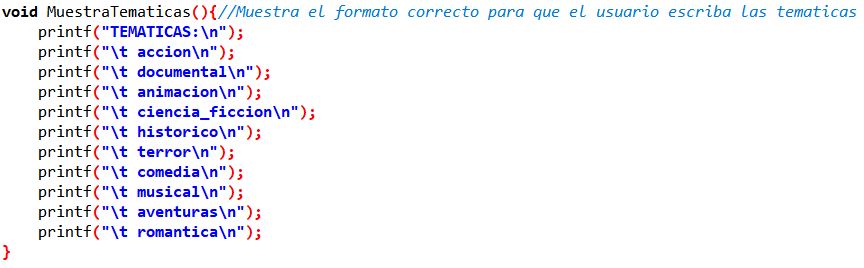 void MuestraTematicas(){//Muestra el formato correcto para que el usuario escriba las tematicas
    printf("TEMATICAS:\n");
    printf("\t accion\n");
    printf("\t documental\n");
    printf("\t animacion\n");
    printf("\t ciencia_ficcion\n");
    printf("\t historico\n");
    printf("\t terror\n");
    printf("\t comedia\n");
    printf("\t musical\n");
    printf("\t aventuras\n");
    printf("\t romantica\n");
}